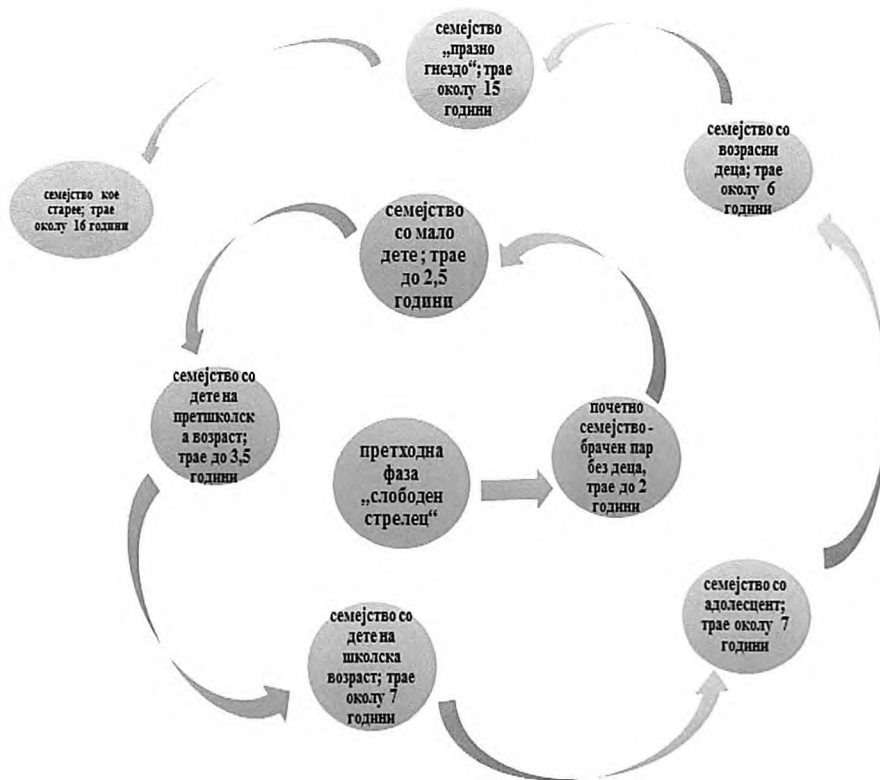 претходна
фаза
„слободен
стрелец“
почетно
семејство -
брачен пар
без деца,
трае до 2
години
семејство
со мало
дете ; трае
до 2,5
години
семејство со
дете на
претшколск
а возраст;
трае до 3,5
години
семејство со
дете на
школска
возраст; трае
околу 7
години
семејство со
адолесцент;
трае околу 7
години
семејство со
возрасни
деца; трае
околу 6
години
семејство
„празно
гнездо“; трае
околу 15
години
семејство кое
старее; трае
околу 16 години